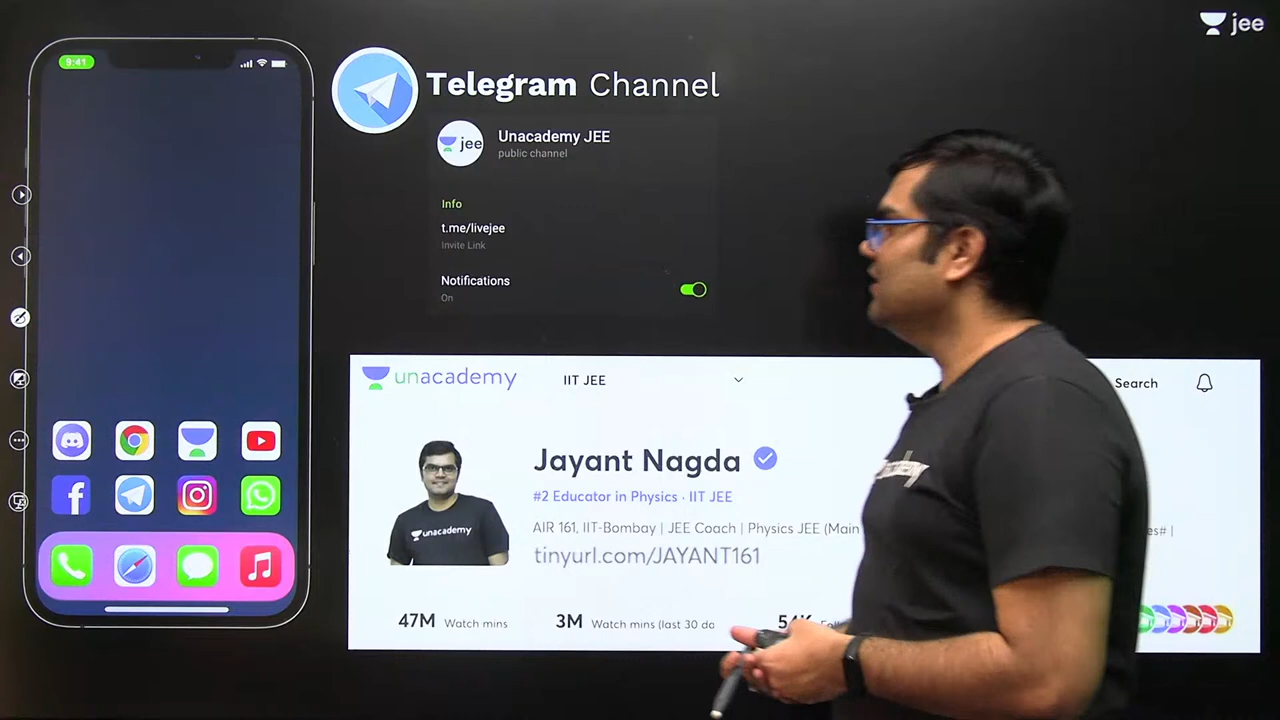 jee
9:41
Telegram Channel
jee
Unacademy JEE
public channel
Info
t.me/livejee
Invite Link
Notifications
On
unacademy
IIT JEE
Search
Jayant Nagda
#2 Educator in Physics · IIT JEE
AIR 161, IIT-Bombay | JEE Coach | Physics JEE (Main
es# |
tinyurl.com/JAYANT161
unacademy
47M Watch mins
3M Watch mins (last 30 da
54K